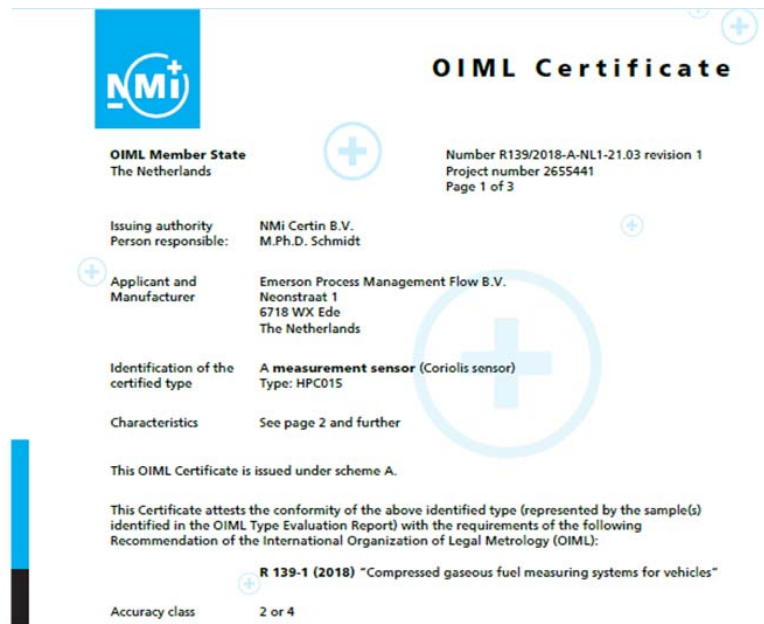 NMi
OIML Certificate
OIML Member State
The Netherlands
Number R139/2018-A-NL1-21.03 revision 1
Project number 2655441
Page 1 of 3
Issuing authority NMi Certin B.V.
Person responsible: M.Ph.D. Schmidt
Applicant and Emerson Process Management Flow B.V.
Manufacturer Neonstraat 1
6718 WX Ede
The Netherlands
Identification of the A measurement sensor (Coriolis sensor)
certified type Type: HPC015
Characteristics See page 2 and further
This OIML Certificate is issued under scheme A.
This Certificate attests the conformity of the above identified type (represented by the sample(s)
identified in the OIML Type Evaluation Report) with the requirements of the following
Recommendation of the International Organization of Legal Metrology (OIML):
R 139-1 (2018) "Compressed gaseous fuel measuring systems for vehicles"
Accuracy class 2 or 4